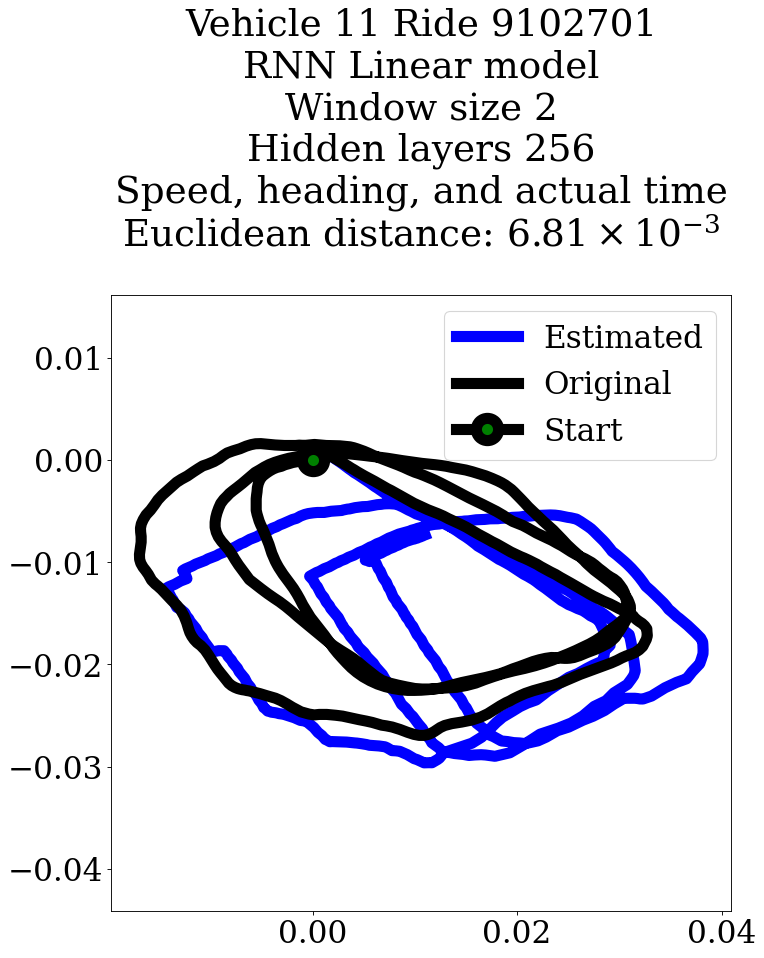 Vehicle 11 Ride 9102701
RNN Linear model
Window size 2
Hidden layers 256
Speed, heading, and actual time
Euclidean distance: 6.81 × 10⁻³
Estimated
Original
Start
0.01
0.00
−0.01
−0.02
−0.03
−0.04
0.00
0.02
0.04